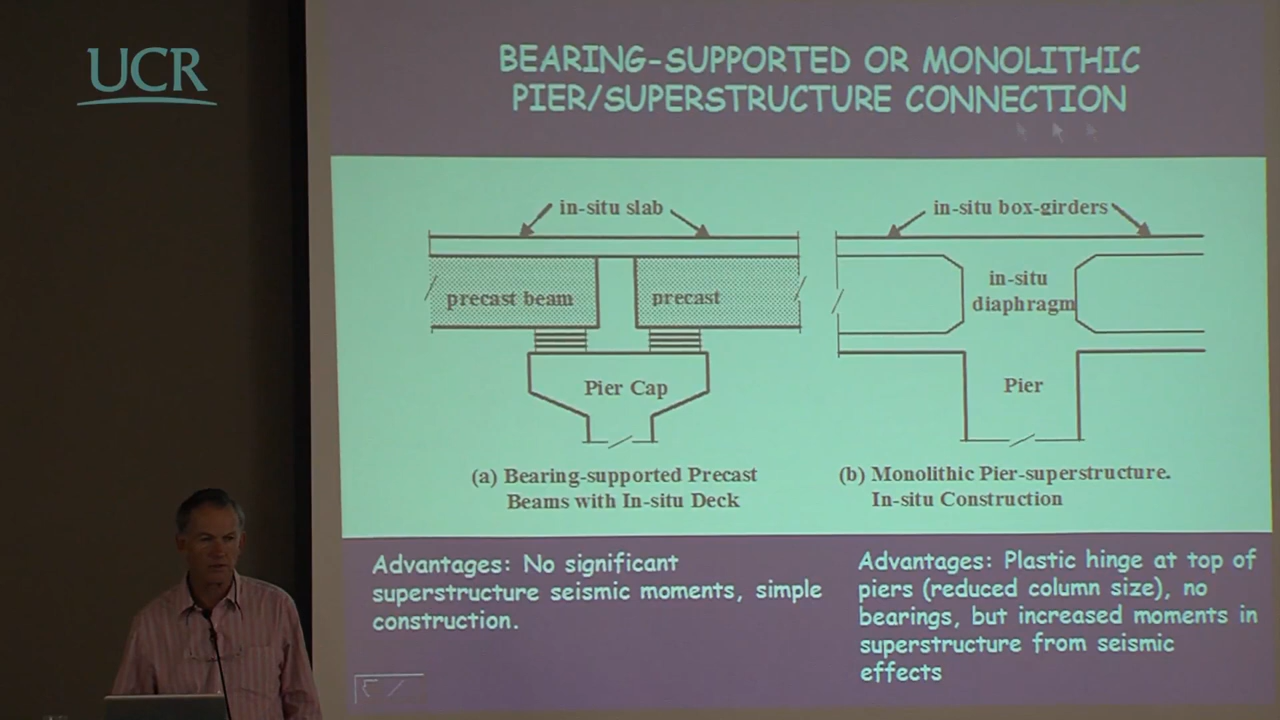 UCR
BEARING-SUPPORTED OR MONOLITHIC
PIER/SUPERSTRUCTURE CONNECTION
in-situ slab
precast beam
precast
Pier Cap
(a) Bearing-supported Precast
Beams with In-situ Deck
in-situ box-girders
in-situ
diaphragm
Pier
(b) Monolithic Pier-superstructure.
In-situ Construction
Advantages: No significant
superstructure seismic moments, simple
construction.
Advantages: Plastic hinge at top of
piers (reduced column size), no
bearings, but increased moments in
superstructure from seismic
effects